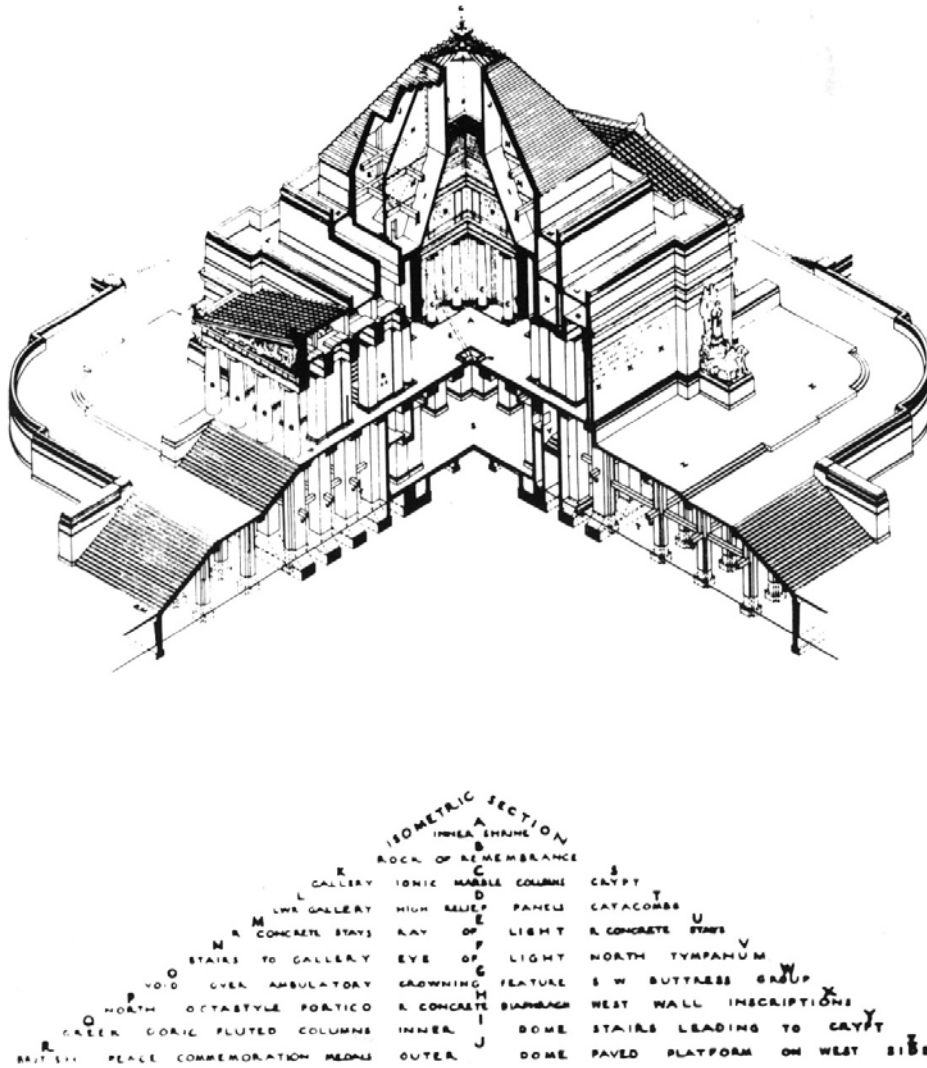 ISOMETRIC SECTION
A
INNER SHRINE
B
ROCK OF REMEMBRANCE
K C S
GALLERY IONIC MARBLE COLUMNS CRYPT
L D T
LWR GALLERY HIGH RELIEF PANELS CATACOMBS
M E U
R CONCRETE STAYS RAY OF LIGHT R CONCRETE STAYS
N F V
STAIRS TO GALLERY EYE OF LIGHT NORTH TYMPANUM
O G W
VOID OVER AMBULATORY CROWNING FEATURE S W BUTTRESS GROUP
P H X
NORTH OCTASTYLE PORTICO R CONCRETE DIAPHRAGM WEST WALL INSCRIPTIONS
Q I Y
GREEK DORIC FLUTED COLUMNS INNER DOME STAIRS LEADING TO CRYPT
R J Z
BRITISH PEACE COMMEMORATION MEDALS OUTER DOME PAVED PLATFORM ON WEST SIDE